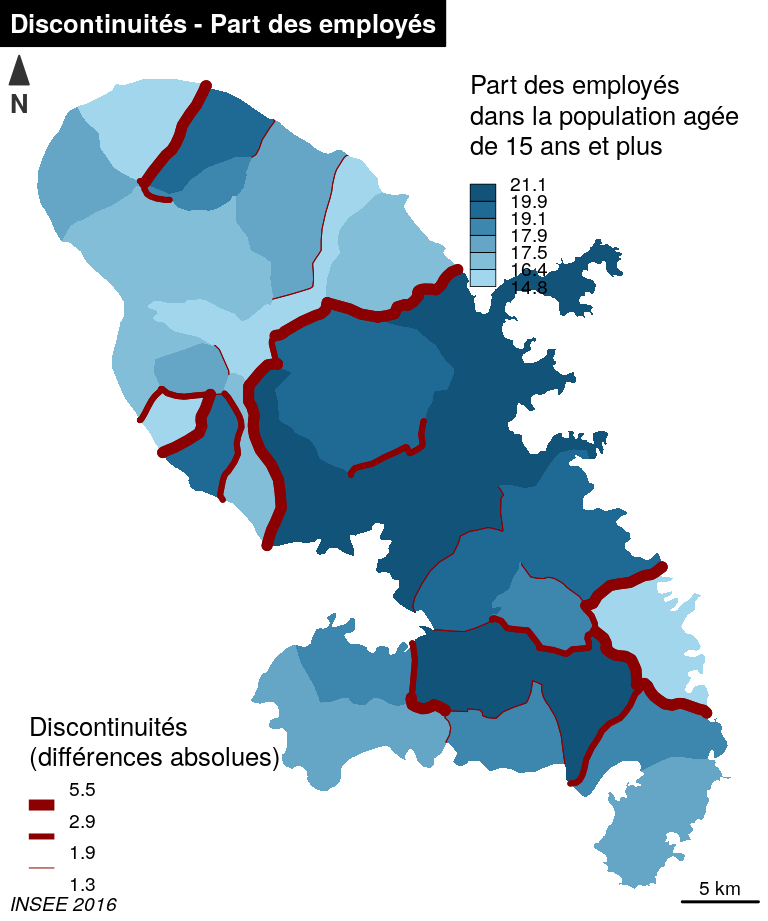 Discontinuités - Part des employés
N
Part des employés
dans la population agée
de 15 ans et plus
21.1
19.9
19.1
17.9
17.5
16.4
14.8
Discontinuités
(différences absolues)
5.5
2.9
1.9
1.3
INSEE 2016
5 km